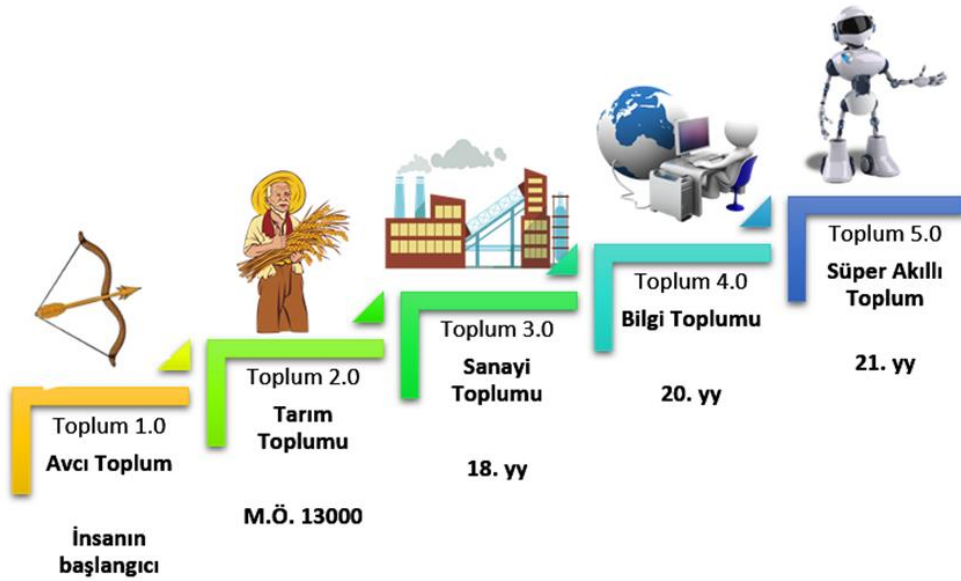 Toplum 1.0
Avcı Toplum
İnsanın
başlangıcı
Toplum 2.0
Tarım
Toplumu
M.Ö. 13000
Toplum 3.0
Sanayi
Toplumu
18. yy
Toplum 4.0
Bilgi Toplumu
20. yy
Toplum 5.0
Süper Akıllı
Toplum
21. yy